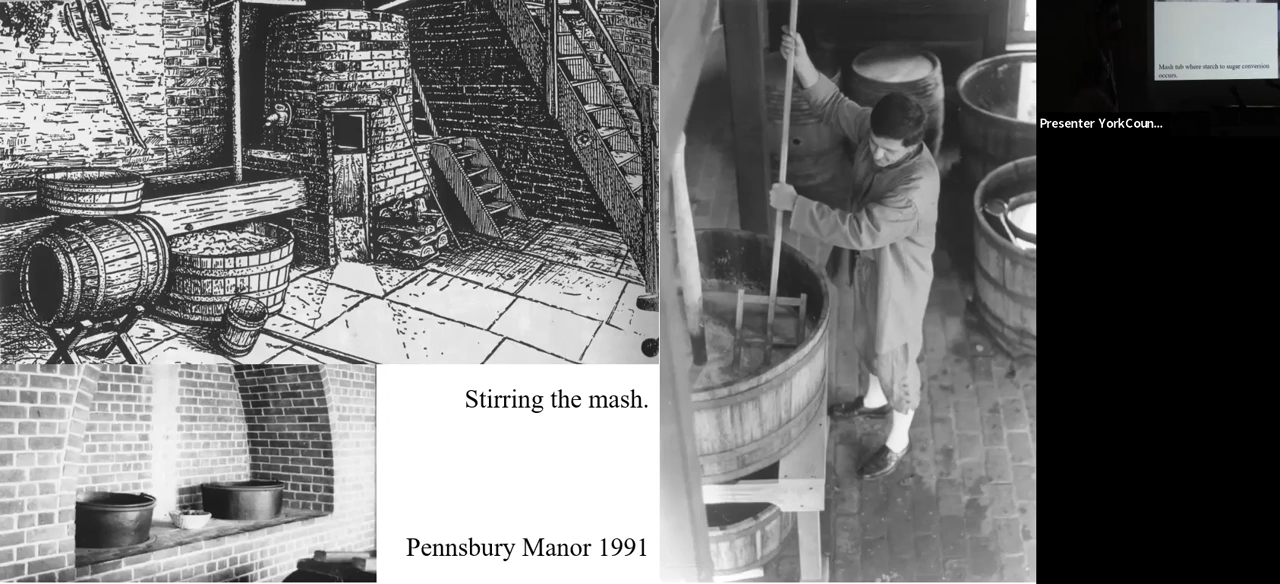 Stirring the mash.
Pennsbury Manor 1991
Mash tub where starch to sugar conversion
occurs.
Presenter YorkCoun...